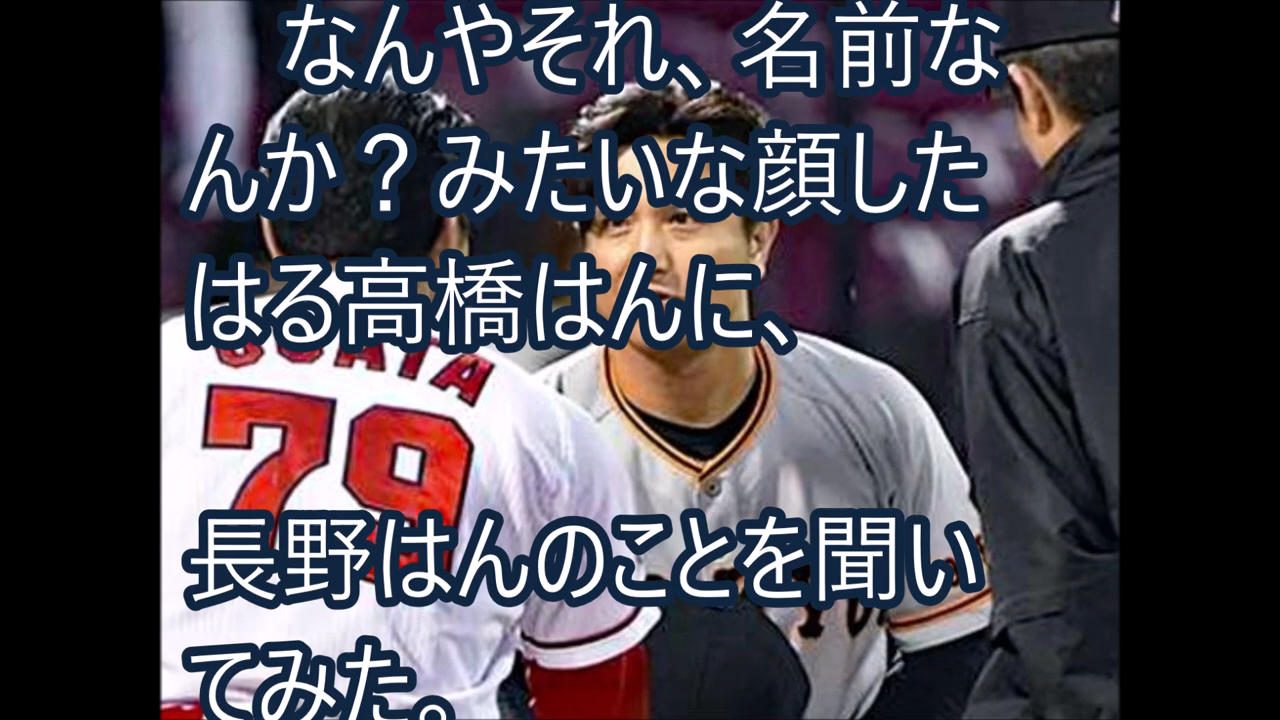 なんやそれ、名前な
んか？みたいな顔した
はる高橋はんに、
OGATA
79
長野はんのことを聞い
てみた。